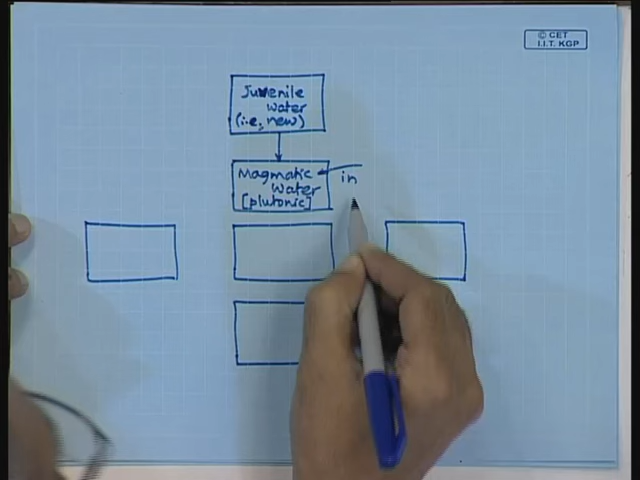 © CET
I.I.T. KGP
Juvenile
water
(i.e, new)
Magmatic
water
[plutonic]
in